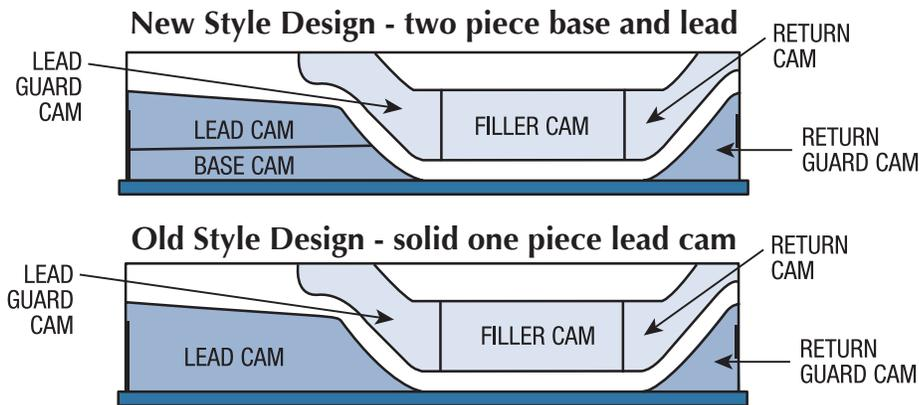 New Style Design - two piece base and lead
LEAD
GUARD
CAM
RETURN
CAM
LEAD CAM
FILLER CAM
BASE CAM
RETURN
GUARD CAM
Old Style Design - solid one piece lead cam
LEAD
GUARD
CAM
RETURN
CAM
LEAD CAM
FILLER CAM
RETURN
GUARD CAM